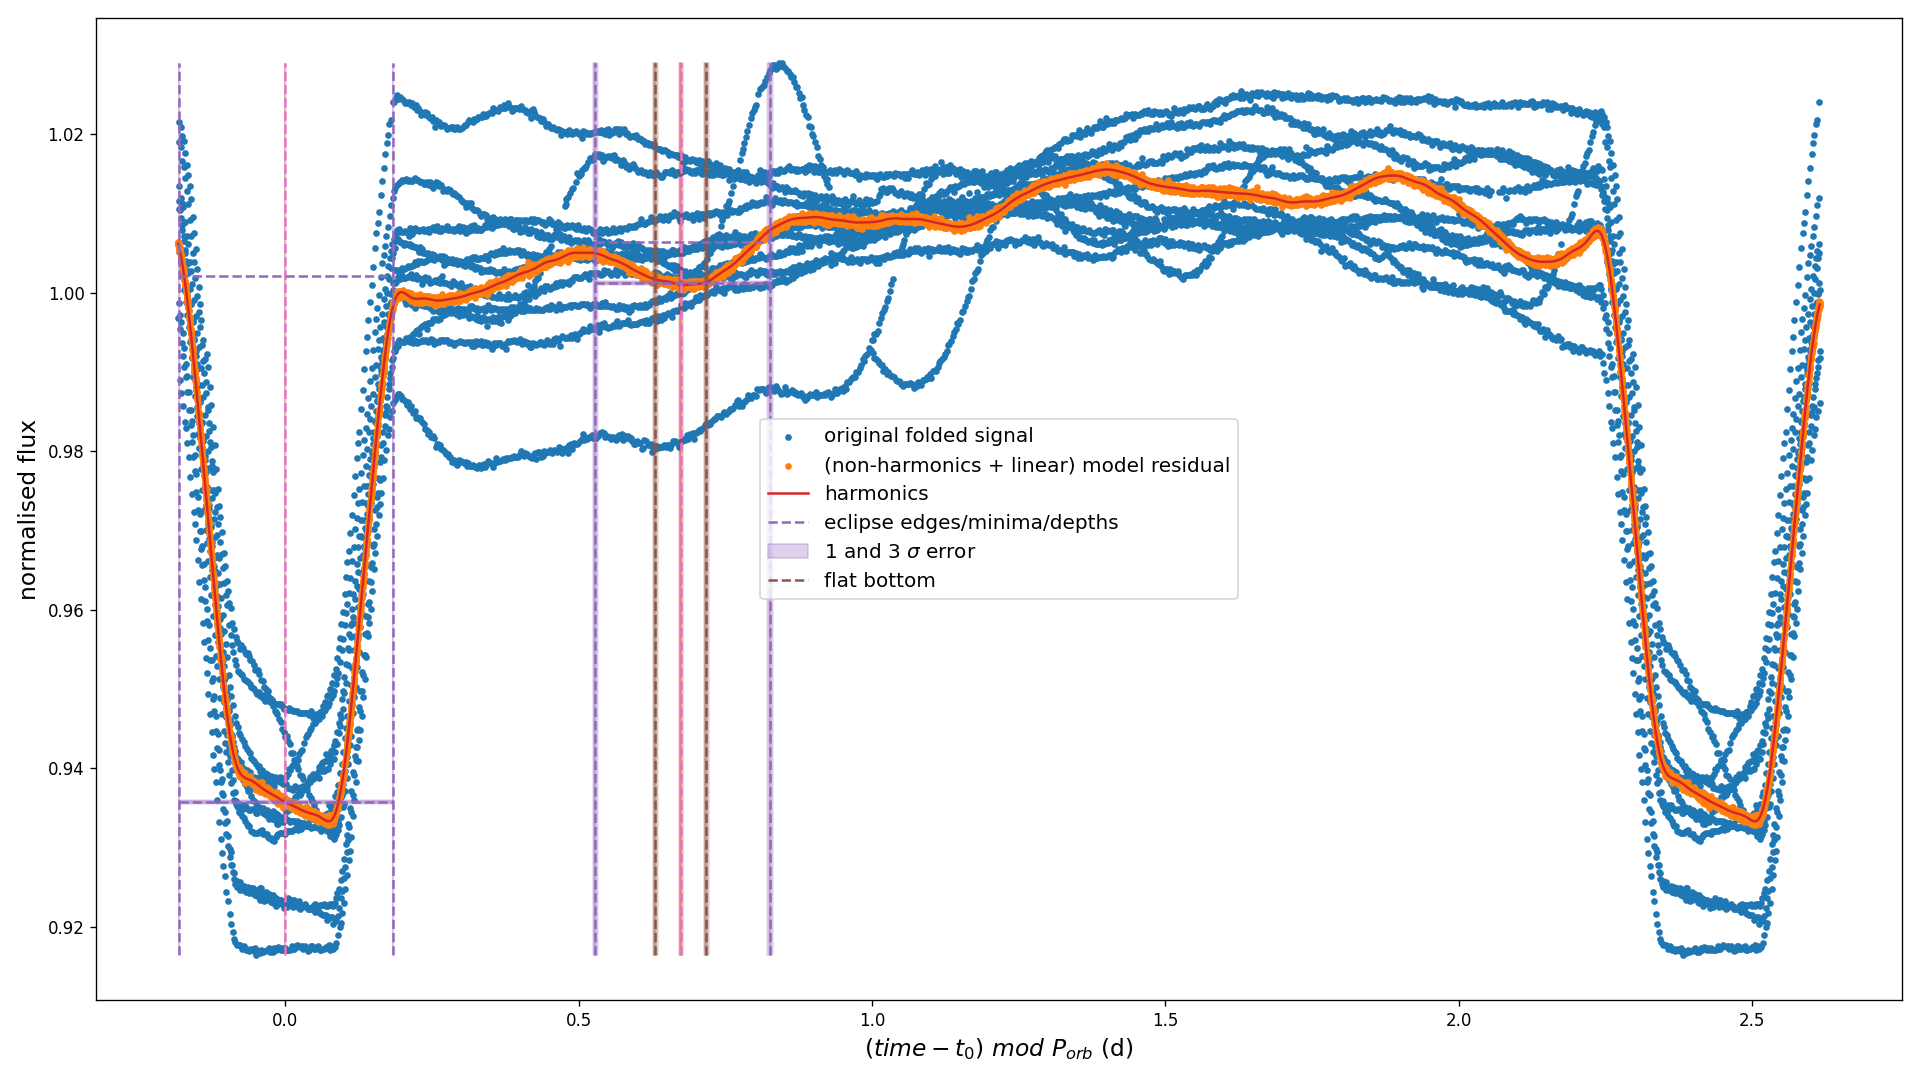 normalised flux
1.02
1.00
0.98
0.96
0.94
0.92
original folded signal
(non-harmonics + linear) model residual
harmonics
eclipse edges/minima/depths
1 and 3 σ error
flat bottom
0.0 0.5 1.0 1.5 2.0 2.5
(time − t₀) mod P_orb (d)